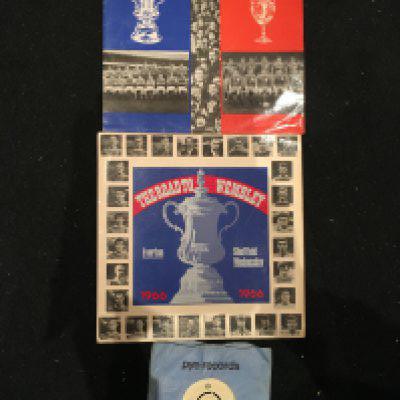 THE ROAD TO WEMBLEY
Everton
Sheffield
Wednesday
1966 1966